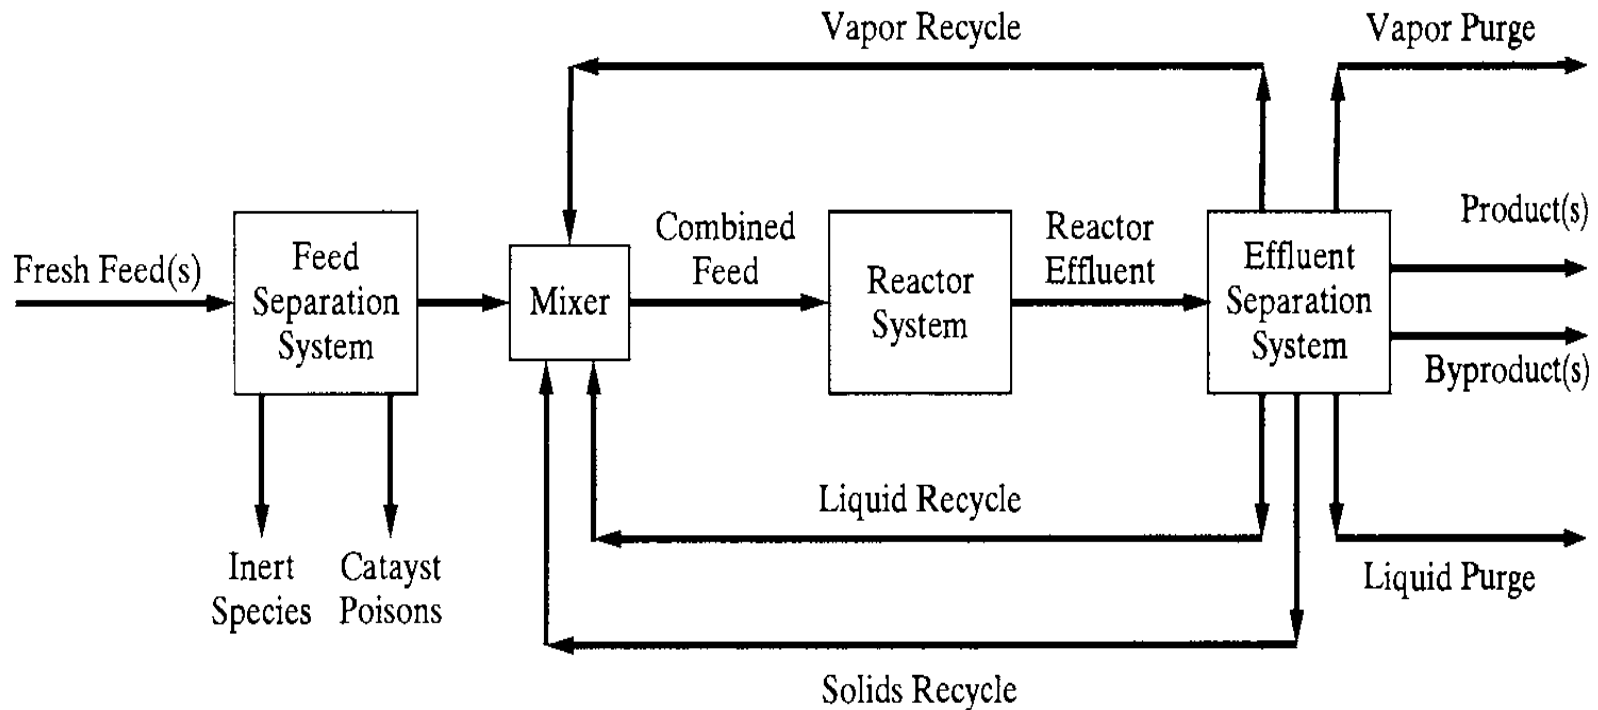 Vapor Recycle
Vapor Purge
Fresh Feed(s)
Feed
Separation
System
Mixer
Combined
Feed
Reactor
System
Reactor
Effluent
Effluent
Separation
System
Product(s)
Byproduct(s)
Inert
Species
Catayst
Poisons
Liquid Recycle
Liquid Purge
Solids Recycle